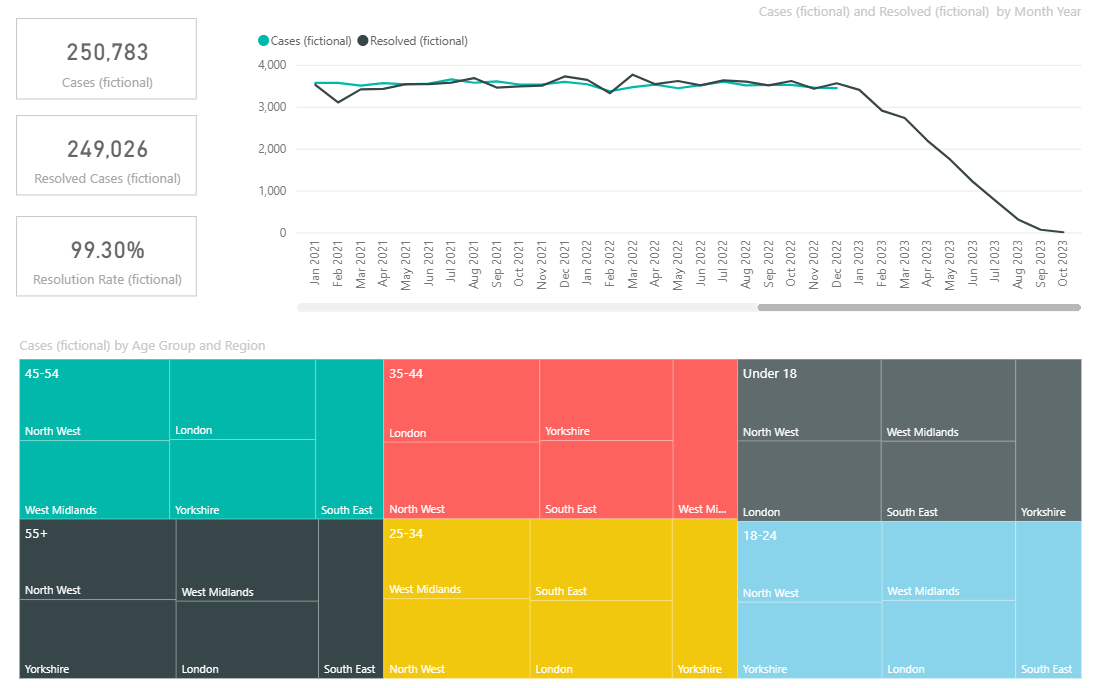 Cases (fictional) and Resolved (fictional) by Month Year
250,783
Cases (fictional)
249,026
Resolved Cases (fictional)
99.30%
Resolution Rate (fictional)
Cases (fictional) Resolved (fictional)
4,000
3,000
2,000
1,000
0
Jan 2021
Feb 2021
Mar 2021
Apr 2021
May 2021
Jun 2021
Jul 2021
Aug 2021
Sep 2021
Oct 2021
Nov 2021
Dec 2021
Jan 2022
Feb 2022
Mar 2022
Apr 2022
May 2022
Jun 2022
Jul 2022
Aug 2022
Sep 2022
Oct 2022
Nov 2022
Dec 2022
Jan 2023
Feb 2023
Mar 2023
Apr 2023
May 2023
Jun 2023
Jul 2023
Aug 2023
Sep 2023
Oct 2023
Cases (fictional) by Age Group and Region
45-54
North West
London
West Midlands
Yorkshire
South East
35-44
London
Yorkshire
North West
South East
West Mi...
Under 18
North West
West Midlands
London
South East
Yorkshire
55+
North West
West Midlands
Yorkshire
London
South East
25-34
West Midlands
South East
North West
London
Yorkshire
18-24
North West
West Midlands
Yorkshire
London
South East